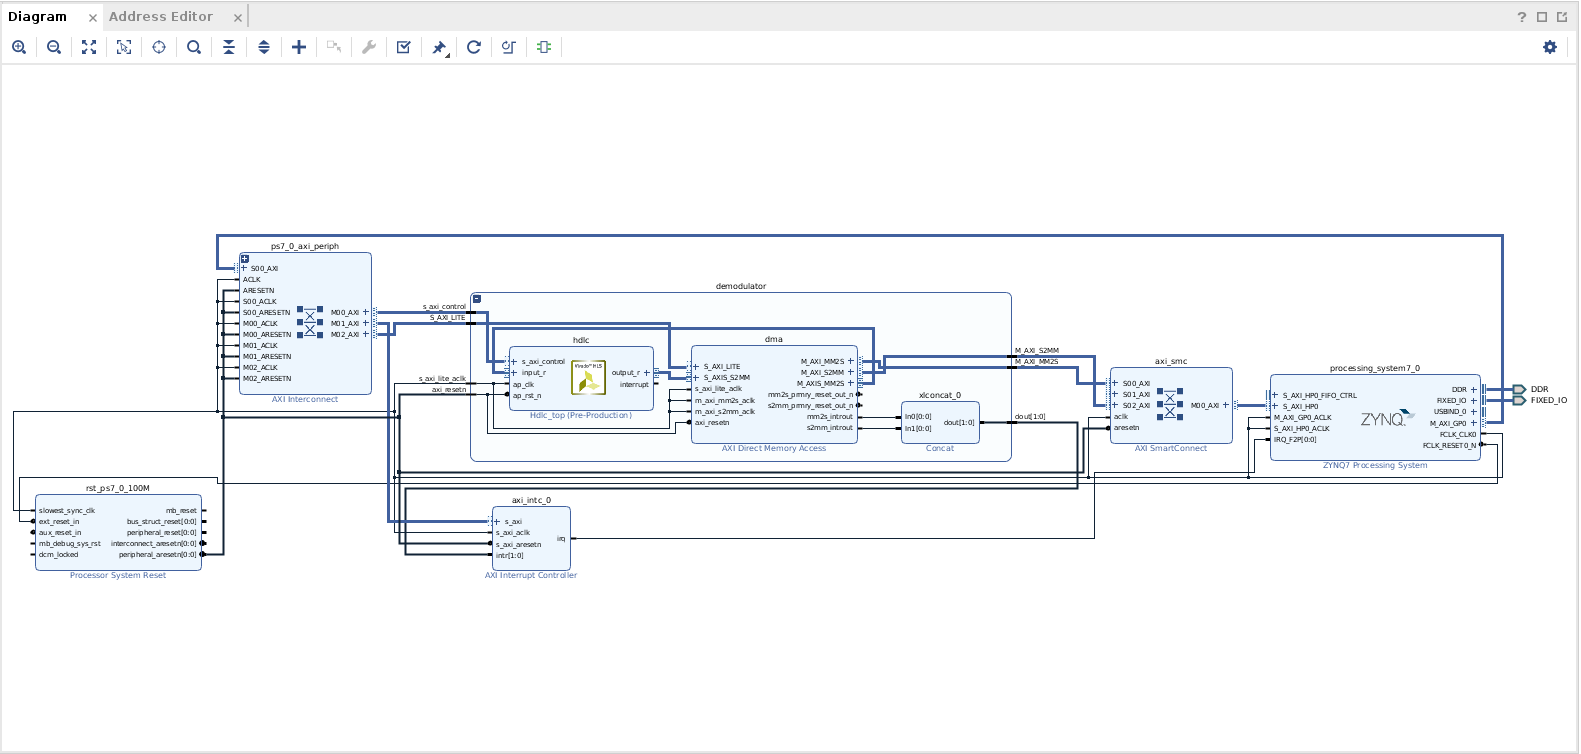 Diagram
Address Editor
ps7_0_axi_periph
S00_AXI
ACLK
ARESETN
S00_ACLK
S00_ARESETN
M00_ACLK
M00_ARESETN
M01_ACLK
M01_ARESETN
M02_ACLK
M02_ARESETN
M00_AXI
M01_AXI
M02_AXI
AXI Interconnect
demodulator
s_axi_control
S_AXI_LITE
s_axi_lite_aclk
axi_resetn
hdlc
s_axi_control
input_r
ap_clk
ap_rst_n
output_r
interrupt
Vivado™ HLS
Hdlc_top (Pre-Production)
dma
S_AXI_LITE
S_AXIS_S2MM
s_axi_lite_aclk
m_axi_mm2s_aclk
m_axi_s2mm_aclk
axi_resetn
M_AXI_MM2S
M_AXI_S2MM
M_AXIS_MM2S
mm2s_prmry_reset_out_n
s2mm_prmry_reset_out_n
mm2s_introut
s2mm_introut
AXI Direct Memory Access
xlconcat_0
In0[0:0]
In1[0:0]
dout[1:0]
Concat
M_AXI_S2MM
M_AXI_MM2S
dout[1:0]
axi_smc
S00_AXI
S01_AXI
S02_AXI
aclk
aresetn
M00_AXI
AXI SmartConnect
processing_system7_0
S_AXI_HP0_FIFO_CTRL
S_AXI_HP0
M_AXI_GP0_ACLK
S_AXI_HP0_ACLK
IRQ_F2P[0:0]
ZYNQ
DDR
FIXED_IO
USBIND_0
M_AXI_GP0
FCLK_CLK0
FCLK_RESET0_N
ZYNQ7 Processing System
DDR
FIXED_IO
rst_ps7_0_100M
slowest_sync_clk
ext_reset_in
aux_reset_in
mb_debug_sys_rst
dcm_locked
mb_reset
bus_struct_reset[0:0]
peripheral_reset[0:0]
interconnect_aresetn[0:0]
peripheral_aresetn[0:0]
Processor System Reset
axi_intc_0
s_axi
s_axi_aclk
s_axi_aresetn
intr[1:0]
irq
AXI Interrupt Controller